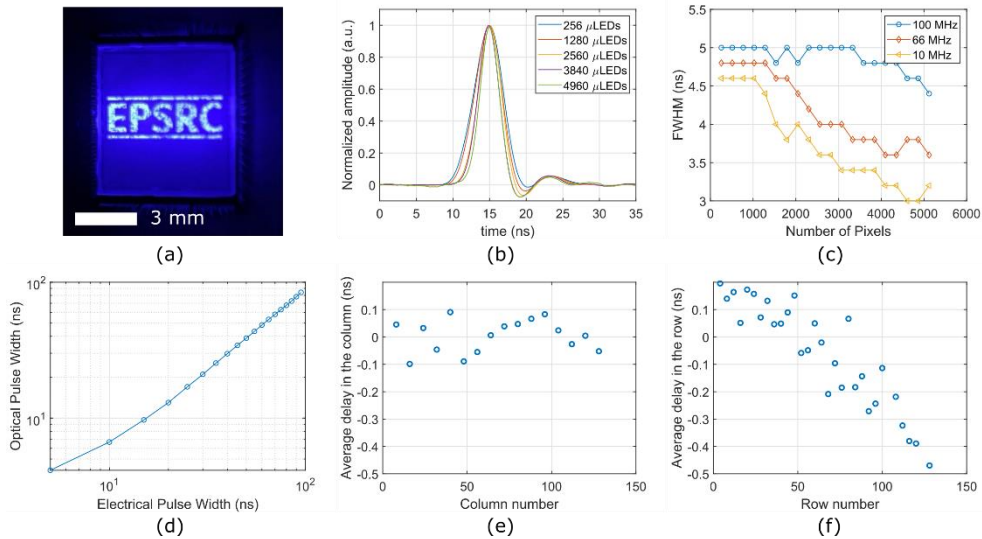 EPSRC
3 mm
(a)
Normalized amplitude (a.u.)
1
0.8
0.6
0.4
0.2
0
0
5
10
15
20
25
30
35
time (ns)
256 μLEDs
1280 μLEDs
2560 μLEDs
3840 μLEDs
4960 μLEDs
(b)
FWHM (ns)
5.5
5
4.5
4
3.5
3
0
1000
2000
3000
4000
5000
6000
Number of Pixels
100 MHz
66 MHz
10 MHz
(c)
Optical Pulse Width (ns)
10²
10¹
10¹
10²
Electrical Pulse Width (ns)
(d)
Average delay in the column (ns)
0.1
0
-0.1
-0.2
-0.3
-0.4
-0.5
0
50
100
150
Column number
(e)
Average delay in the row (ns)
0.1
0
-0.1
-0.2
-0.3
-0.4
-0.5
0
50
100
150
Row number
(f)